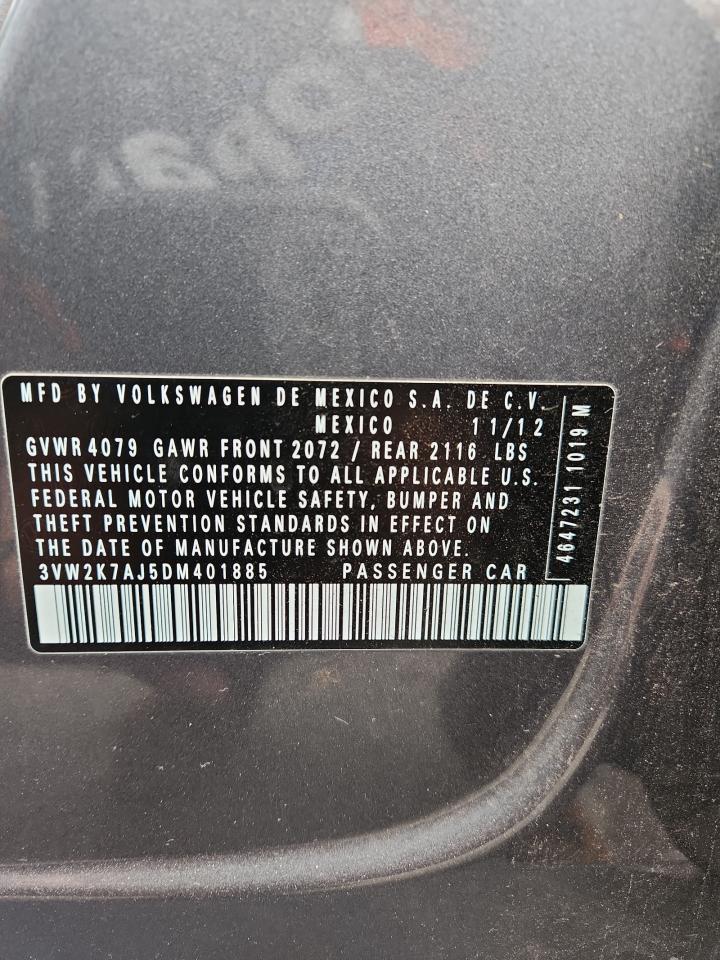 MFD BY VOLKSWAGEN DE MEXICO S.A. DE C.V.
MEXICO 11/12
GVWR 4079 GAWR FRONT 2072 / REAR 2116 LBS
THIS VEHICLE CONFORMS TO ALL APPLICABLE U.S.
FEDERAL MOTOR VEHICLE SAFETY, BUMPER AND
THEFT PREVENTION STANDARDS IN EFFECT ON
THE DATE OF MANUFACTURE SHOWN ABOVE.
3VW2K7AJ5DM401885 PASSENGER CAR
4647231 1019 M